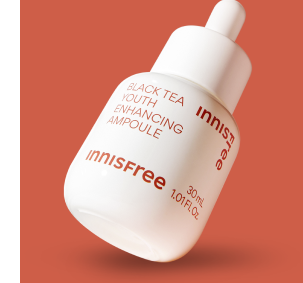 BLACK TEA
YOUTH
ENHANCING
AMPOULE
INNISFree
INNISFree
30mL
1.01Fl.Oz.